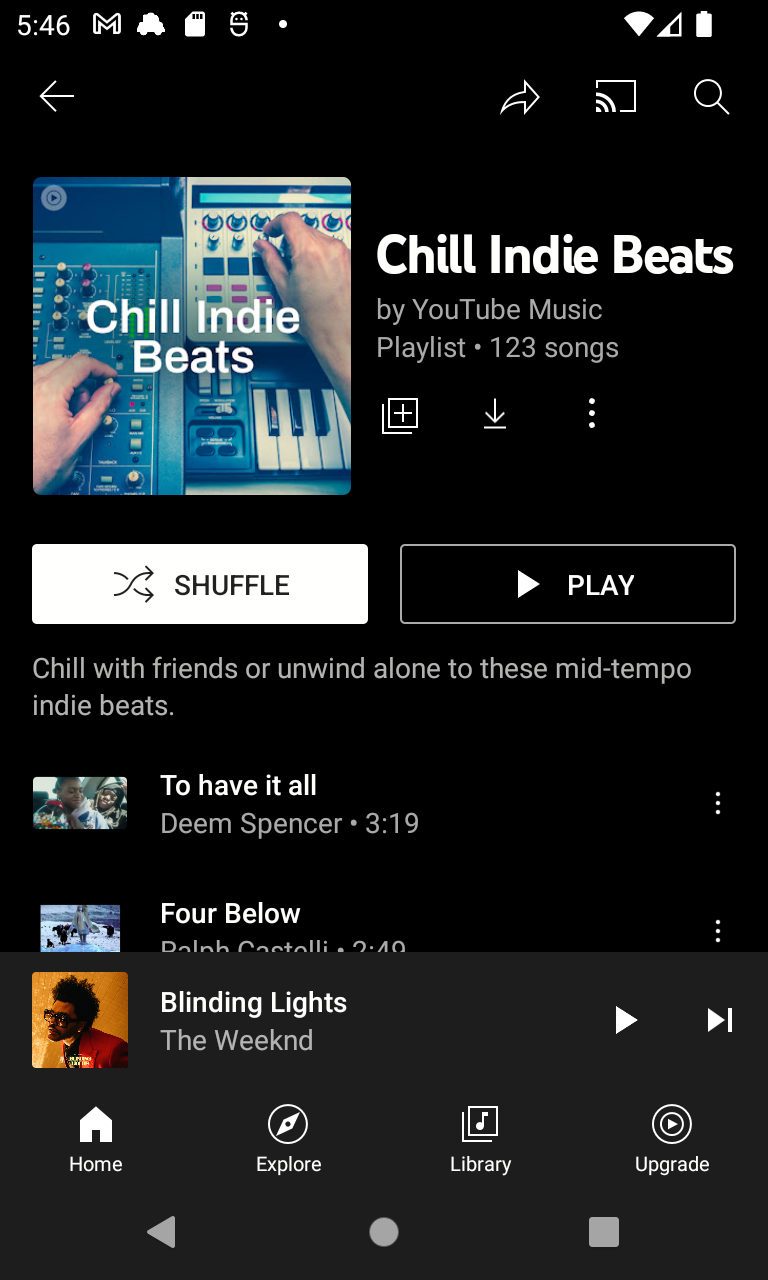 5:46
Chill Indie
Beats
Chill Indie Beats
by YouTube Music
Playlist • 123 songs
SHUFFLE
PLAY
Chill with friends or unwind alone to these mid-tempo
indie beats.
To have it all
Deem Spencer • 3:19
Four Below
Ralph Castelli • 2:49
Blinding Lights
The Weeknd
Home
Explore
Library
Upgrade